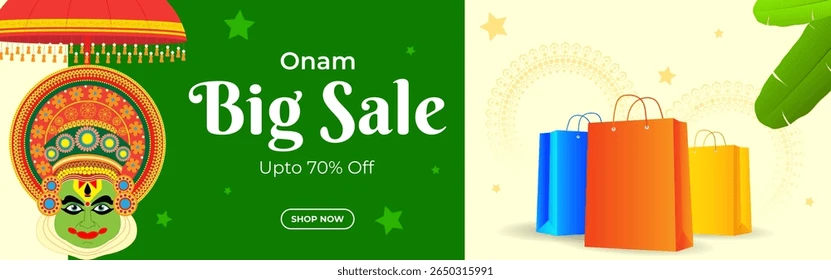 Onam
Big Sale
Upto 70% Off
SHOP NOW
shutterstock.com · 2650315991